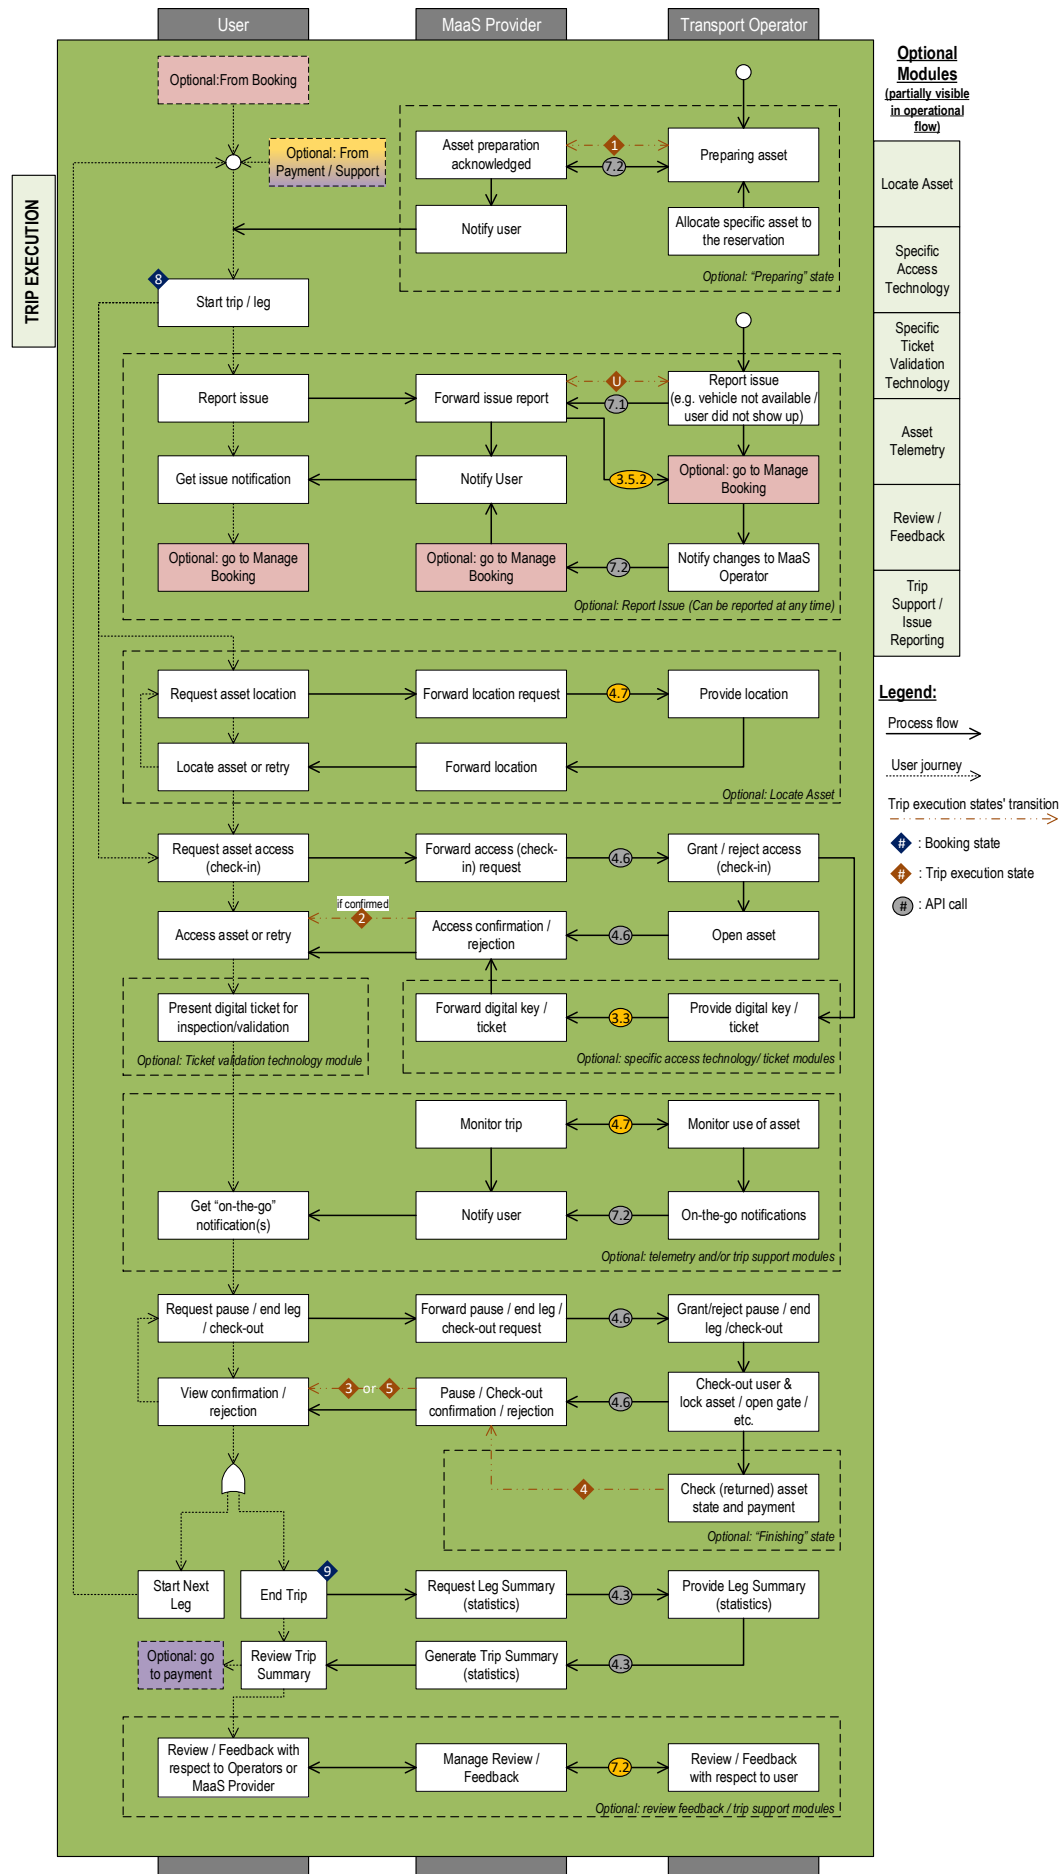 User
MaaS Provider
Transport Operator
TRIP EXECUTION
Optional:From Booking
Optional: From
Payment / Support
Asset preparation
acknowledged
1
7.2
Preparing asset
Notify user
Allocate specific asset to
the reservation
Optional: “Preparing” state
8
Start trip / leg
Report issue
Forward issue report
U
7.1
Report issue
(e.g. vehicle not available /
user did not show up)
Get issue notification
Notify User
3.5.2
Optional: go to Manage
Booking
Optional: go to Manage
Booking
Optional: go to Manage
Booking
7.2
Notify changes to MaaS
Operator
Optional: Report Issue (Can be reported at any time)
Request asset location
Forward location request
4.7
Provide location
Locate asset or retry
Forward location
Optional: Locate Asset
Request asset access
(check-in)
Forward access (check-
in) request
4.6
Grant / reject access
(check-in)
if confirmed
2
Access asset or retry
Access confirmation /
rejection
4.6
Open asset
Present digital ticket for
inspection/validation
Optional: Ticket validation technology module
Forward digital key /
ticket
3.3
Provide digital key /
ticket
Optional: specific access technology/ ticket modules
Monitor trip
4.7
Monitor use of asset
Get “on-the-go”
notification(s)
Notify user
7.2
On-the-go notifications
Optional: telemetry and/or trip support modules
Request pause / end leg
/ check-out
Forward pause / end leg /
check-out request
4.6
Grant/reject pause / end
leg /check-out
View confirmation /
rejection
3 or 5
Pause / Check-out
confirmation / rejection
4.6
Check-out user &
lock asset / open gate /
etc.
4
Check (returned) asset
state and payment
Optional: “Finishing” state
Start Next
Leg
9
End Trip
Request Leg Summary
(statistics)
4.3
Provide Leg Summary
(statistics)
Optional: go
to payment
Review Trip
Summary
Generate Trip Summary
(statistics)
4.3
Review / Feedback with
respect to Operators or
MaaS Provider
Manage Review /
Feedback
7.2
Review / Feedback
with respect to user
Optional: review feedback / trip support modules
Optional
Modules
(partially visible
in operational
flow)
Locate Asset
Specific
Access
Technology
Specific
Ticket
Validation
Technology
Asset
Telemetry
Review /
Feedback
Trip
Support /
Issue
Reporting
Legend:
Process flow
User journey
Trip execution states' transition
# : Booking state
# : Trip execution state
# : API call